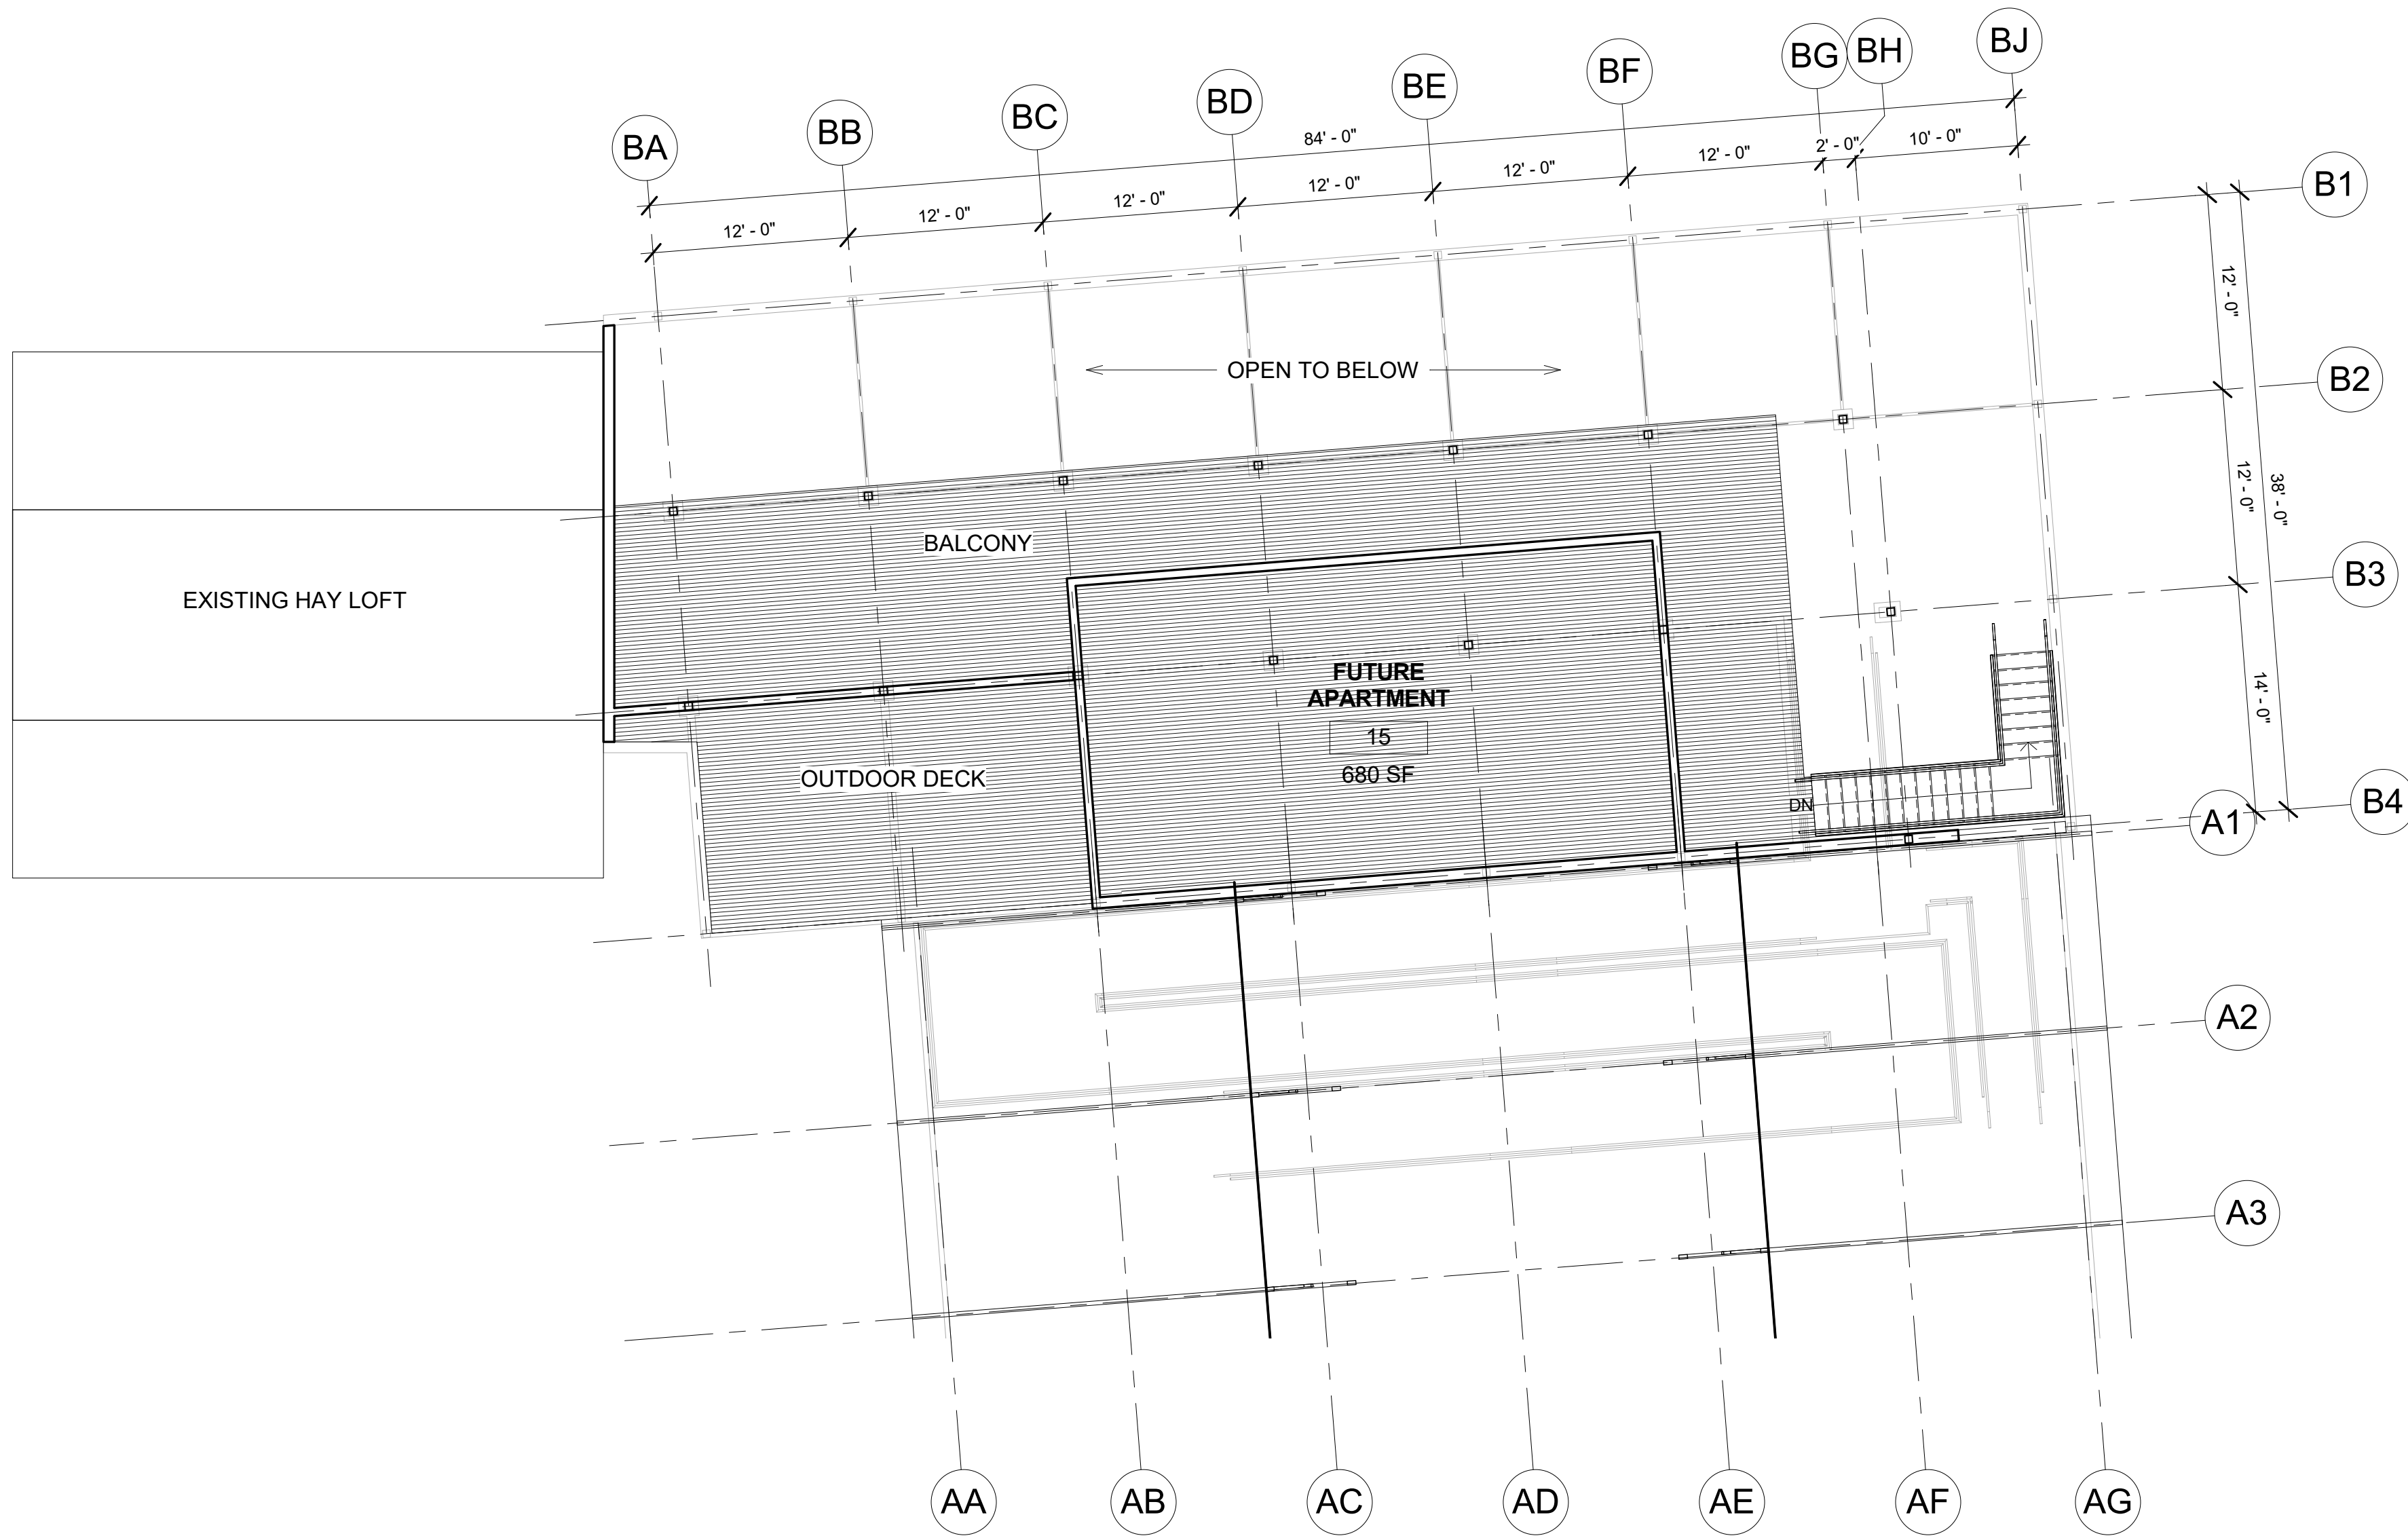 BA
BB
BC
BD
BE
BF
BG
BH
BJ
84' - 0"
12' - 0"
12' - 0"
12' - 0"
12' - 0"
12' - 0"
12' - 0"
2' - 0"
10' - 0"
B1
B2
B3
B4
12' - 0"
12' - 0"
14' - 0"
38' - 0"
OPEN TO BELOW
BALCONY
EXISTING HAY LOFT
FUTURE
APARTMENT
15
680 SF
OUTDOOR DECK
DN
A1
A2
A3
AA
AB
AC
AD
AE
AF
AG